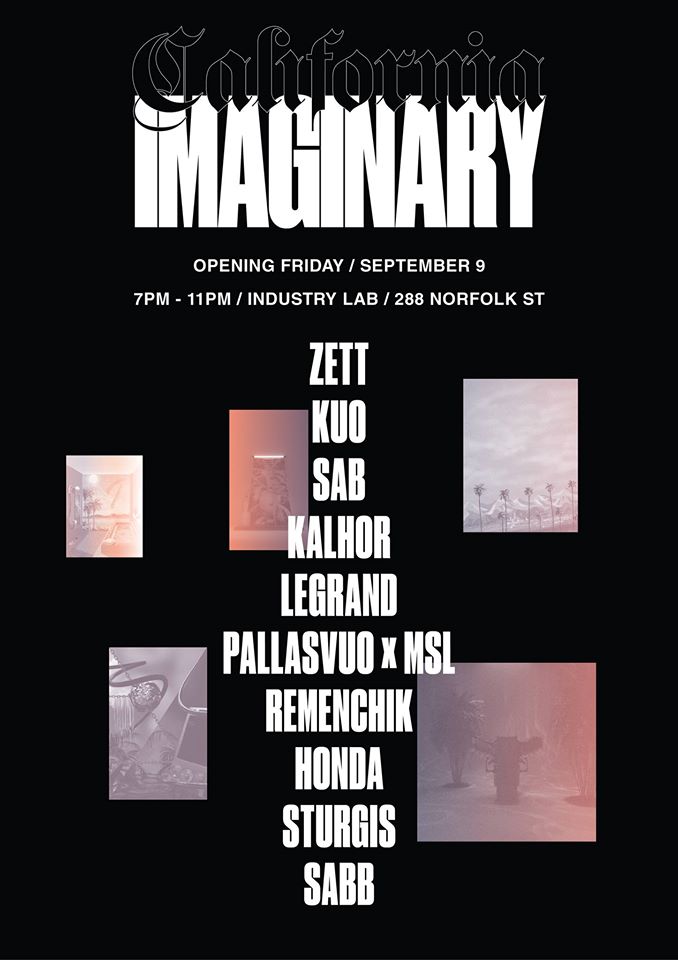 California
IMAGINARY
OPENING FRIDAY / SEPTEMBER 9
7PM - 11PM / INDUSTRY LAB / 288 NORFOLK ST
ZETT
KUO
SAB
KALHOR
LEGRAND
PALLASVUO x MSL
REMENCHIK
HONDA
STURGIS
SABB